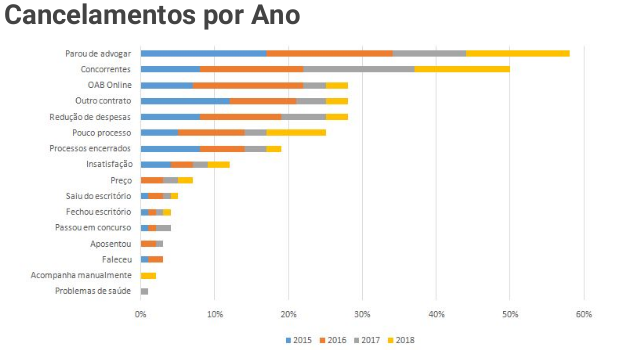 Cancelamentos por Ano
Parou de advogar
Concorrentes
OAB Online
Outro contrato
Redução de despesas
Pouco processo
Processos encerrados
Insatisfação
Preço
Saiu do escritório
Fechou escritório
Passou em concurso
Aposentou
Faleceu
Acompanha manualmente
Problemas de saúde
0% 10% 20% 30% 40% 50% 60%
2015 2016 2017 2018